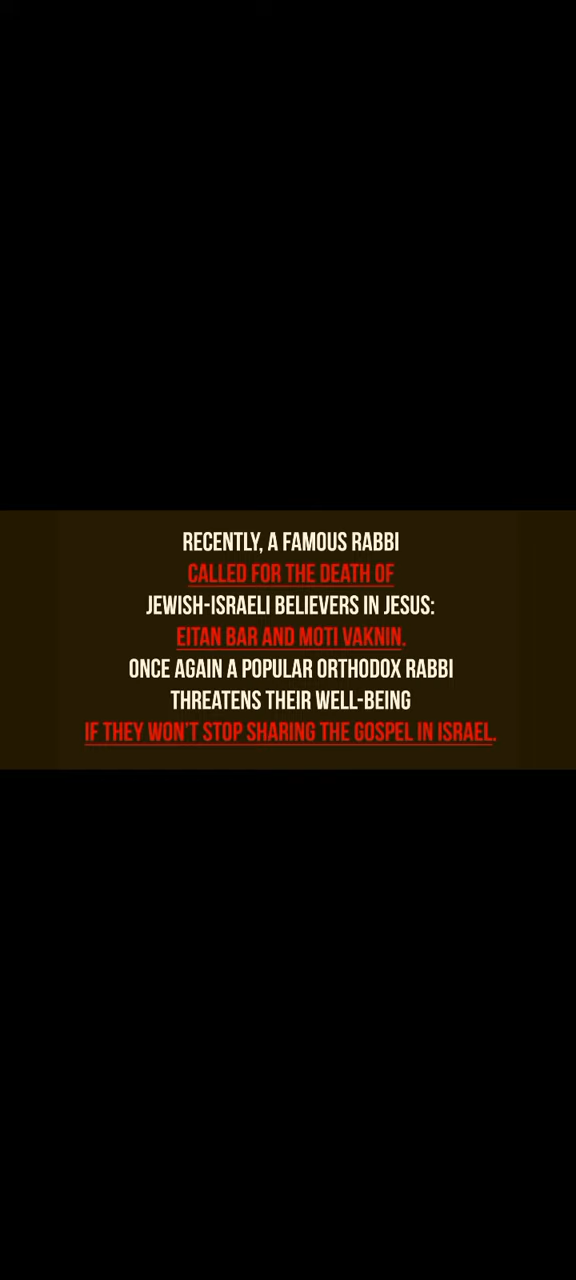 RECENTLY, A FAMOUS RABBI
CALLED FOR THE DEATH OF
JEWISH-ISRAELI BELIEVERS IN JESUS:
EITAN BAR AND MOTI VAKNIN.
ONCE AGAIN A POPULAR ORTHODOX RABBI
THREATENS THEIR WELL-BEING
IF THEY WON'T STOP SHARING THE GOSPEL IN ISRAEL.